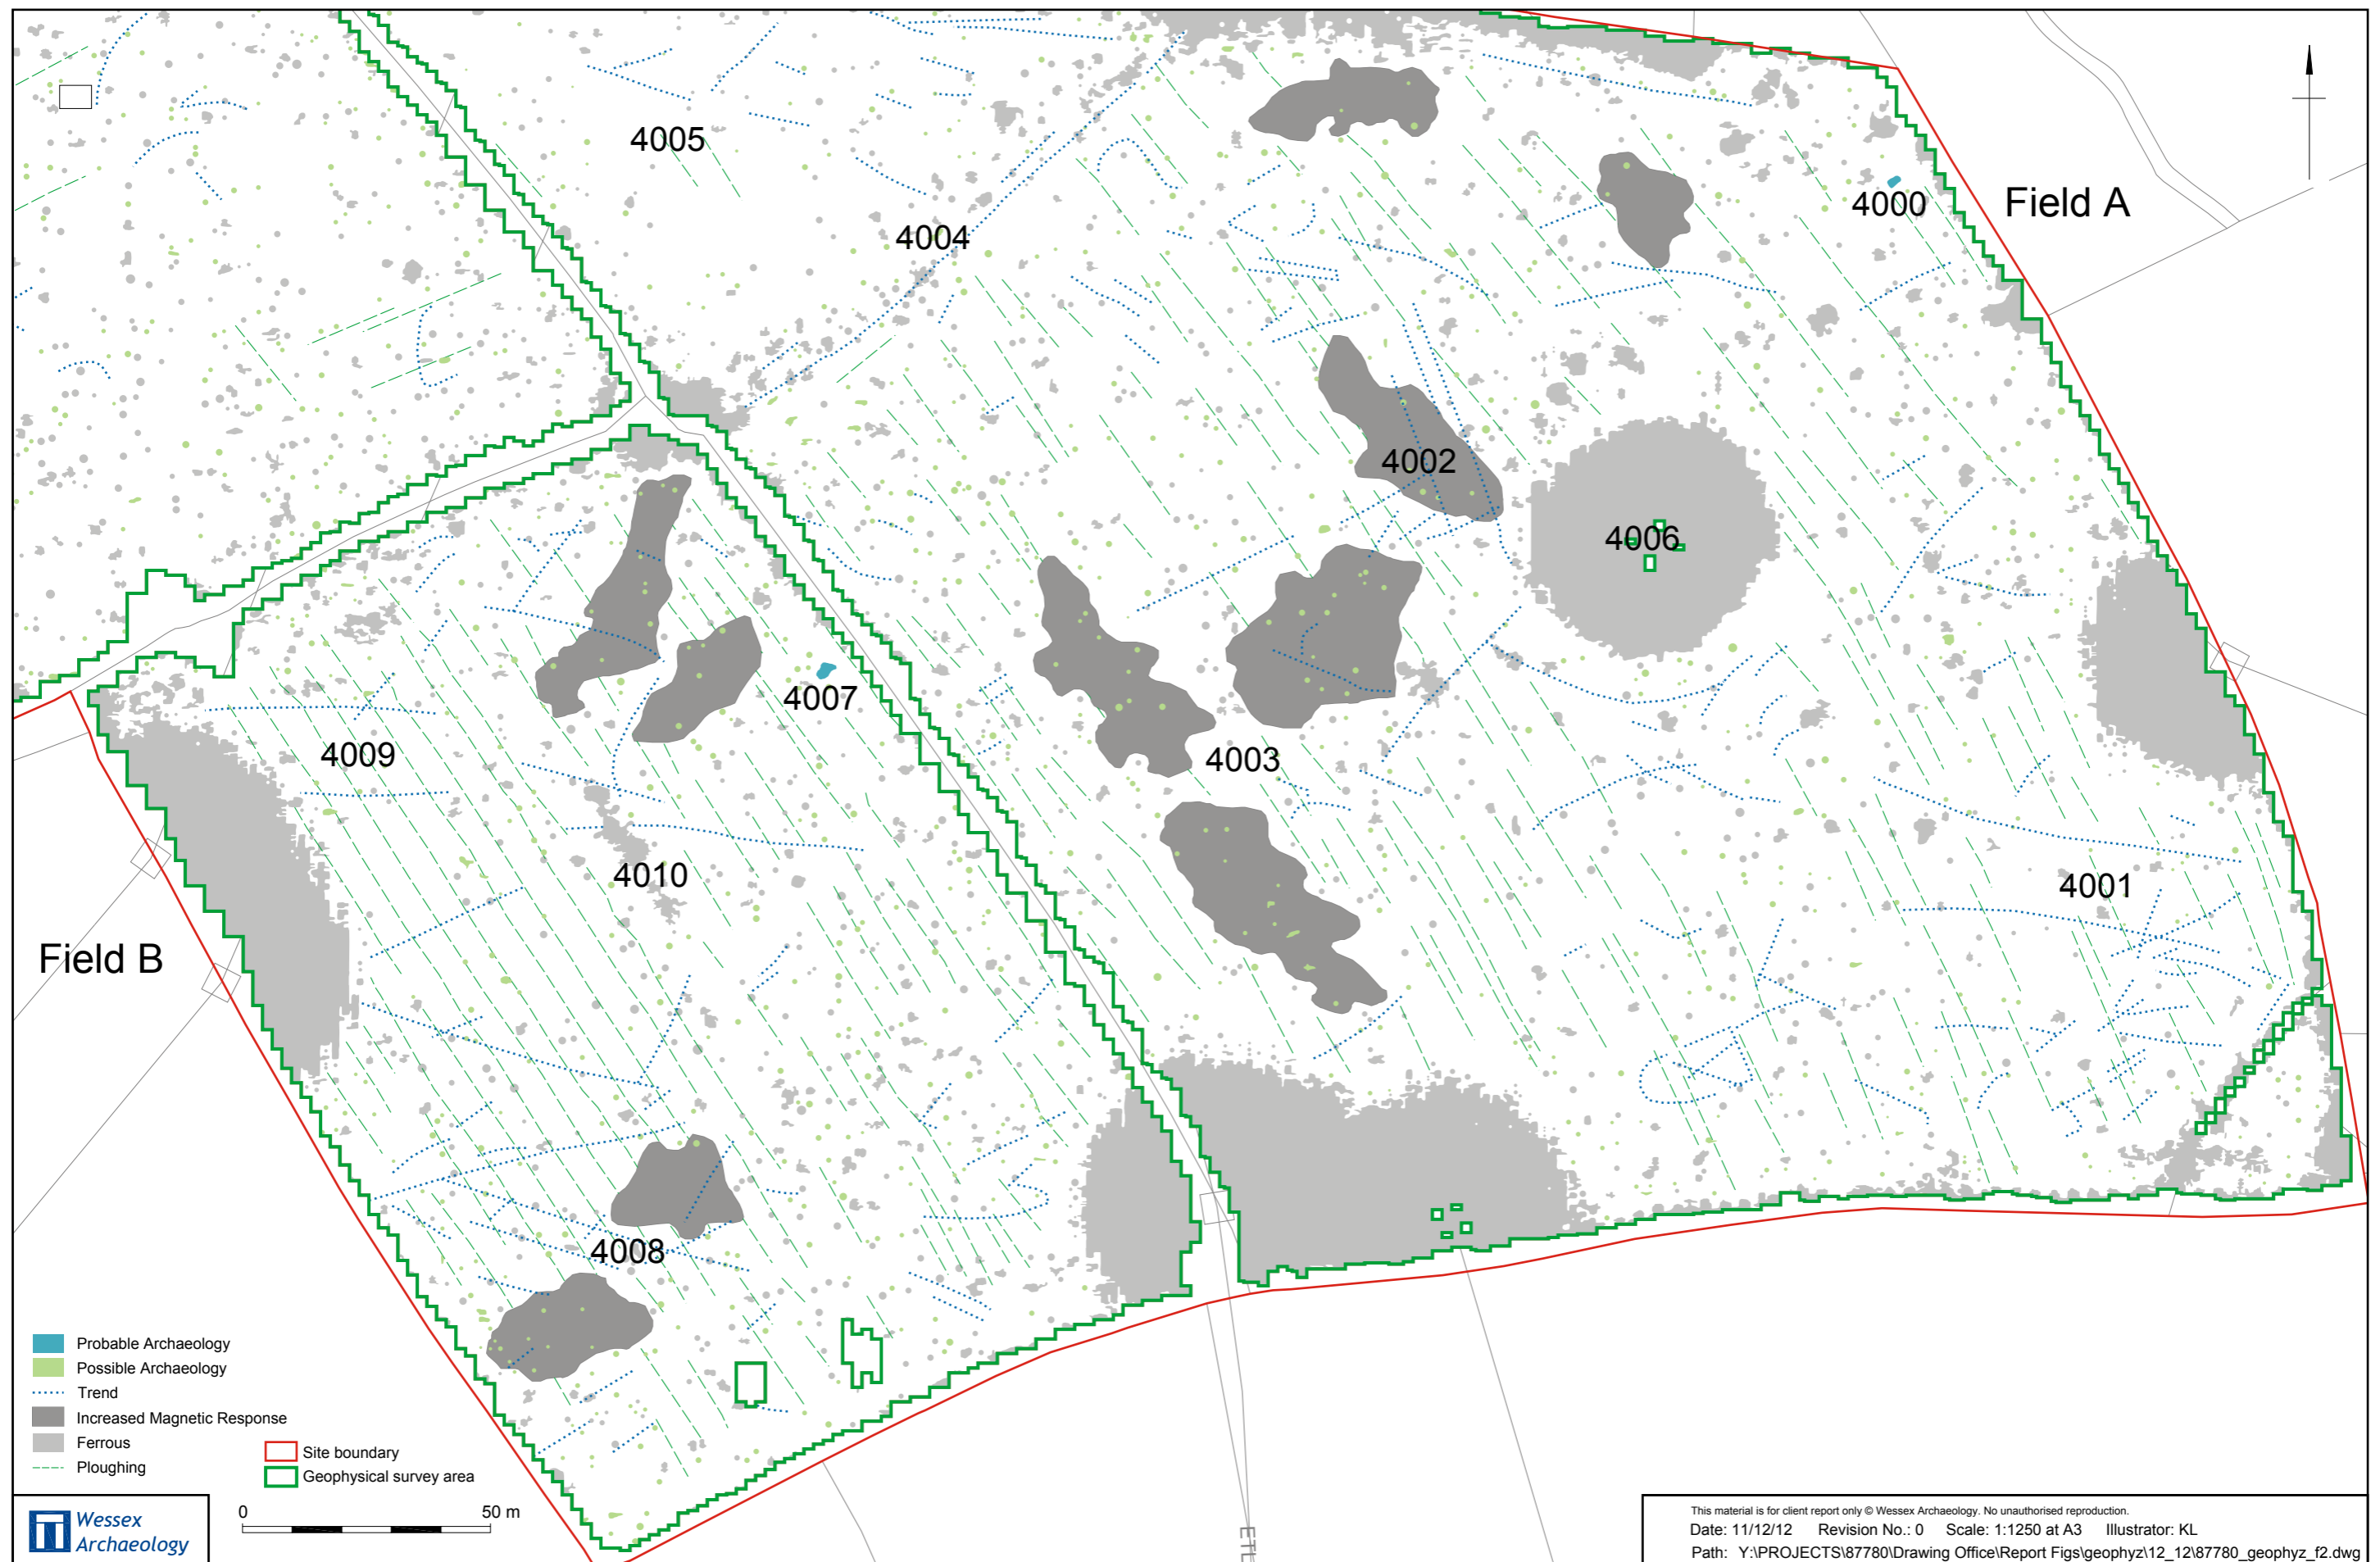 4005
4000
Field A
4004
4002
4006
4007
4009
4003
4010
4001
Field B
4008
Probable Archaeology
Possible Archaeology
Trend
Increased Magnetic Response
Ferrous
Ploughing
Site boundary
Geophysical survey area
Wessex
Archaeology
0 50 m
ETL
This material is for client report only © Wessex Archaeology. No unauthorised reproduction.
Date: 11/12/12 Revision No.: 0 Scale: 1:1250 at A3 Illustrator: KL
Path: Y:\PROJECTS\87780\Drawing Office\Report Figs\geophyz\12_12\87780_geophyz_f2.dwg